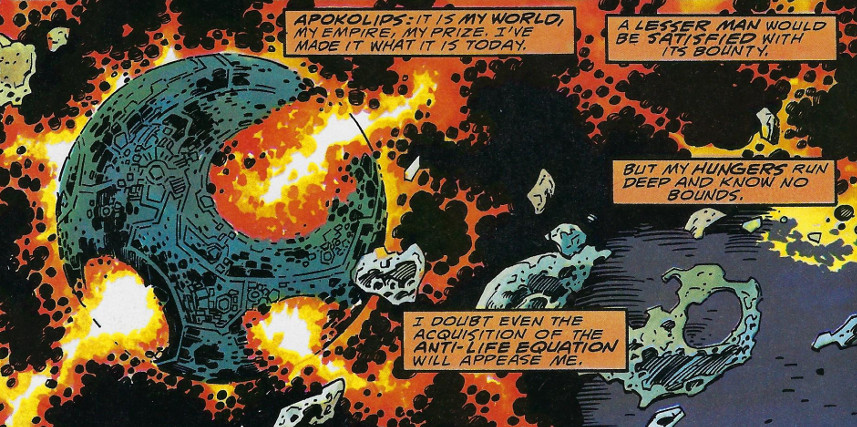 APOKOLIPS: IT IS MY WORLD,
MY EMPIRE, MY PRIZE. I'VE
MADE IT WHAT IT IS TODAY.
A LESSER MAN WOULD
BE SATISFIED WITH
ITS BOUNTY.
BUT MY HUNGERS RUN
DEEP AND KNOW NO
BOUNDS.
I DOUBT EVEN THE
ACQUISITION OF THE
ANTI-LIFE EQUATION
WILL APPEASE ME.